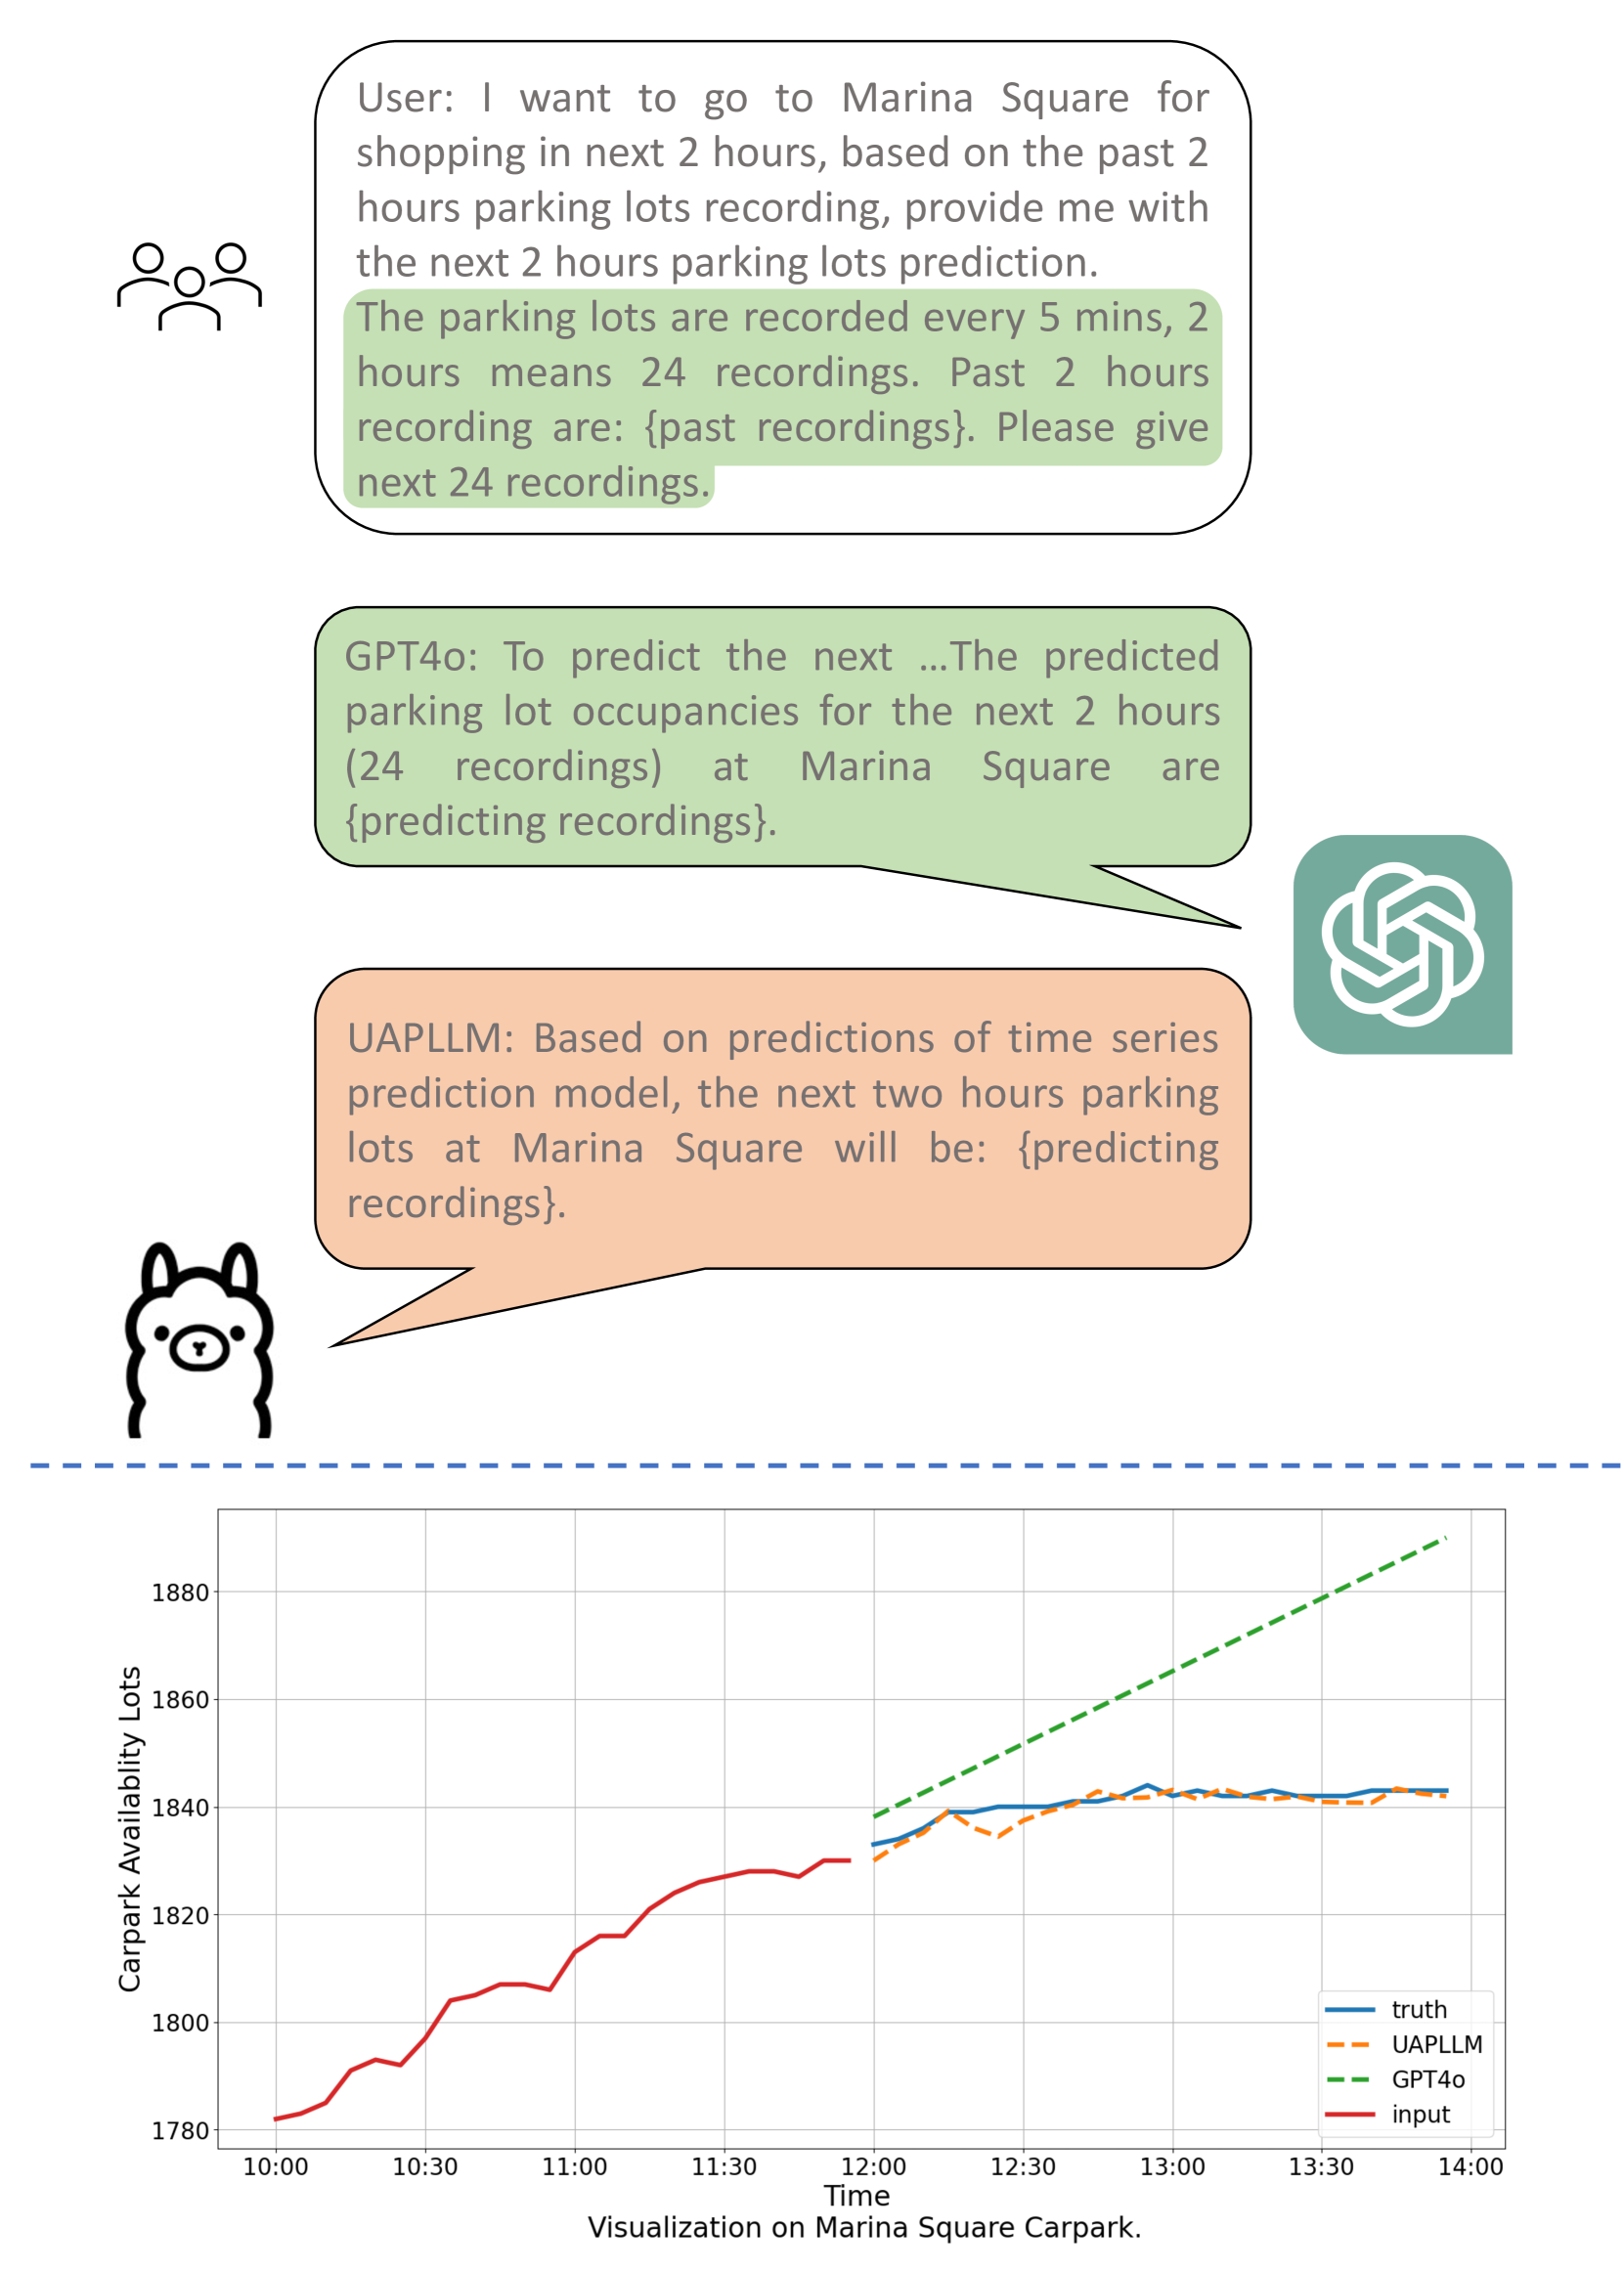 User: I want to go to Marina Square for
shopping in next 2 hours, based on the past 2
hours parking lots recording, provide me with
the next 2 hours parking lots prediction.
The parking lots are recorded every 5 mins, 2
hours means 24 recordings. Past 2 hours
recording are: {past recordings}. Please give
next 24 recordings.
GPT4o: To predict the next ...The predicted
parking lot occupancies for the next 2 hours
(24 recordings) at Marina Square are
{predicting recordings}.
UAPLLM: Based on predictions of time series
prediction model, the next two hours parking
lots at Marina Square will be: {predicting
recordings}.
Carpark Availablity Lots
1880
1860
1840
1820
1800
1780
truth
UAPLLM
GPT4o
input
10:00 10:30 11:00 11:30 12:00 12:30 13:00 13:30 14:00
Time
Visualization on Marina Square Carpark.